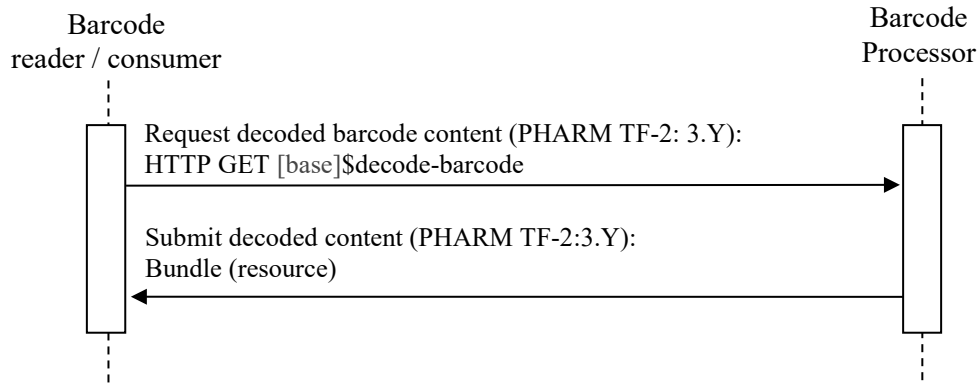 Barcode
reader / consumer
Barcode
Processor
Request decoded barcode content (PHARM TF-2: 3.Y):
HTTP GET [base]$decode-barcode
Submit decoded content (PHARM TF-2:3.Y):
Bundle (resource)